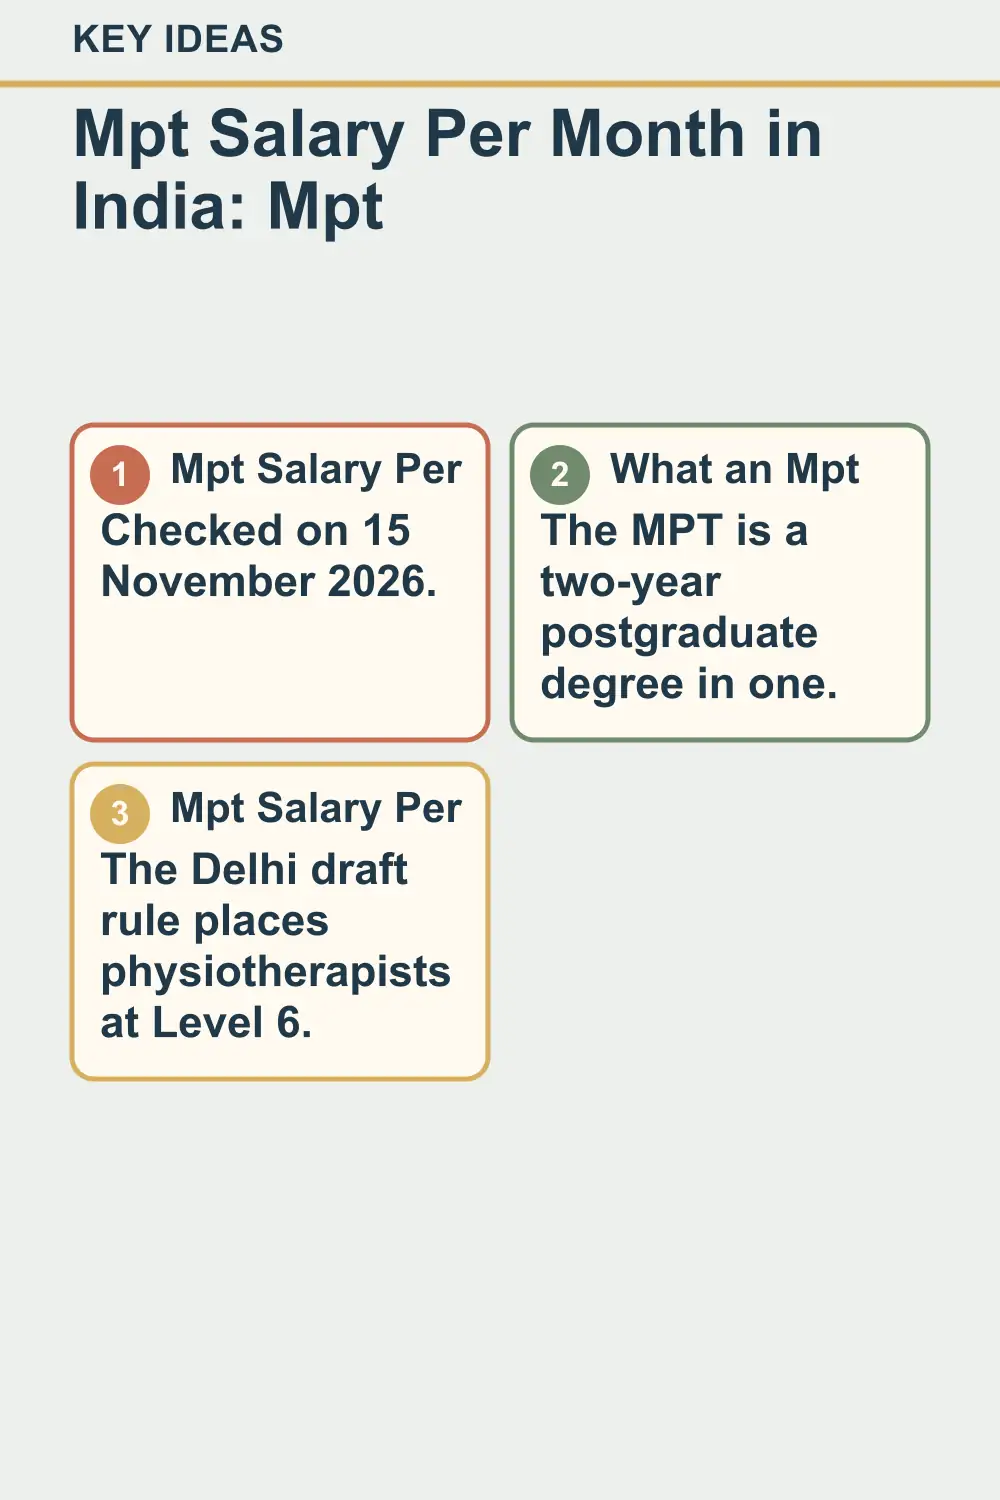 KEY IDEAS
Mpt Salary Per Month in
India: Mpt
1 Mpt Salary Per
Checked on 15
November 2026.
2 What an Mpt
The MPT is a
two-year
postgraduate
degree in one.
3 Mpt Salary Per
The Delhi draft
rule places
physiotherapists
at Level 6.